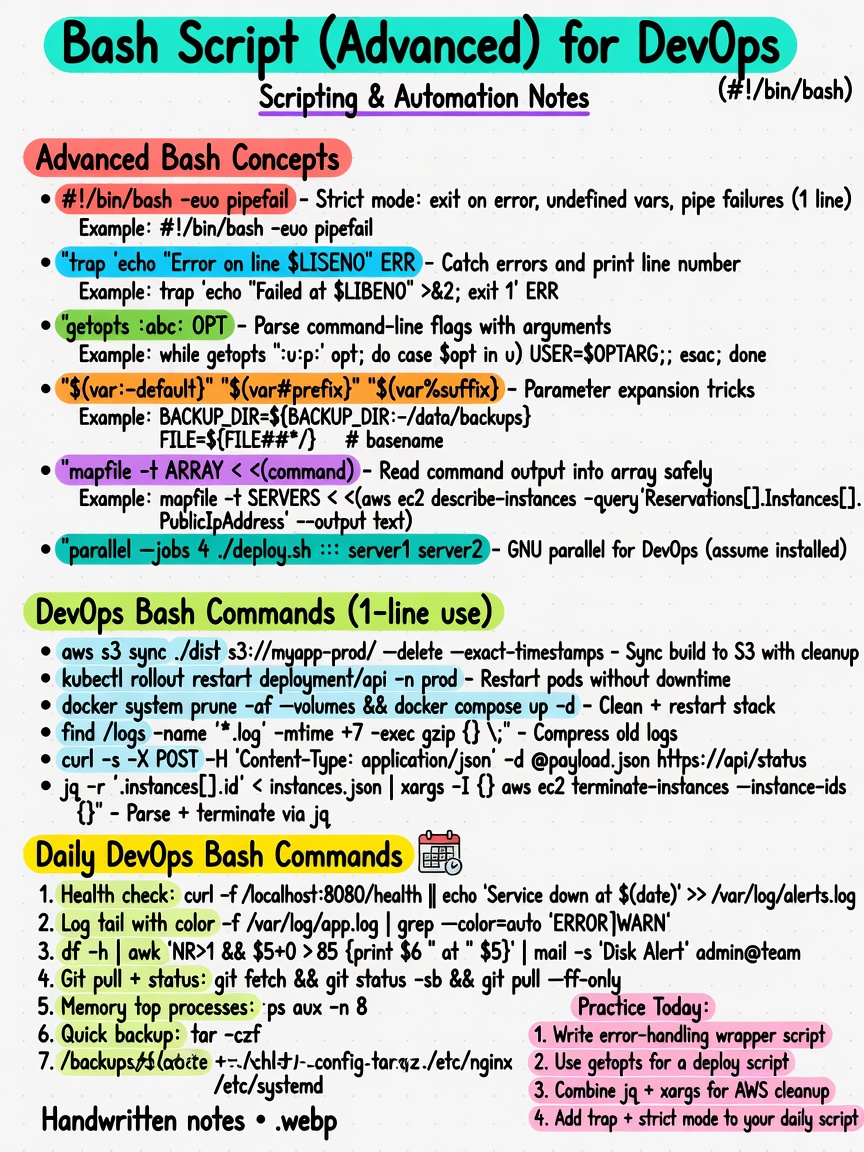 Bash Script (Advanced) for DevOps
Scripting & Automation Notes
(#!/bin/bash)
Advanced Bash Concepts
• #!/bin/bash -euo pipefail - Strict mode: exit on error, undefined vars, pipe failures (1 line)
Example: #!/bin/bash -euo pipefail
• "trap 'echo "Error on line $LISENO" ERR - Catch errors and print line number
Example: trap 'echo "Failed at $LIBENO" >&2; exit 1' ERR
• "getopts :abc: OPT - Parse command-line flags with arguments
Example: while getopts ":u:p:' opt; do case $opt in u) USER=$OPTARG;; esac; done
• "$(var:-default}" "$(var#prefix}" "$(var%suffix} - Parameter expansion tricks
Example: BACKUP_DIR=${BACKUP_DIR:-/data/backups}
FILE=${FILE##*/} # basename
• "mapfile -t ARRAY < <(command) - Read command output into array safely
Example: mapfile -t SERVERS < <(aws ec2 describe-instances -query'Reservations[].Instances[].
PublicIpAddress' --output text)
• "parallel —jobs 4 ./deploy.sh ::: server1 server2 - GNU parallel for DevOps (assume installed)
DevOps Bash Commands (1-line use)
• aws s3 sync ./dist s3://myapp-prod/ —delete —exact-timestamps - Sync build to S3 with cleanup
• kubectl rollout restart deployment/api -n prod - Restart pods without downtime
• docker system prune -af —volumes && docker compose up -d - Clean + restart stack
• find /logs -name '*.log' -mtime +7 -exec gzip {} \;" - Compress old logs
• curl -s -X POST -H 'Content-Type: application/json' -d @payload.json https://api/status
• jq -r '.instances[].id' < instances.json | xargs -I {} aws ec2 terminate-instances —instance-ids
{}" - Parse + terminate via jq
Daily DevOps Bash Commands
1. Health check: curl -f /localhost:8080/health || echo 'Service down at $(date)' >> /var/log/alerts.log
2. Log tail with color -f /var/log/app.log | grep —color=auto 'ERROR]WARN'
3. df -h | awk 'NR>1 && $5+0 > 85 {print $6 " at " $5}' | mail -s 'Disk Alert' admin@team
4. Git pull + status: git fetch && git status -sb && git pull —ff-only
5. Memory top processes: ps aux -n 8
6. Quick backup: tar -czf
7. /etc/nginx
/etc/systemd
Practice Today:
1. Write error-handling wrapper script
2. Use getopts for a deploy script
3. Combine jq + xargs for AWS cleanup
4. Add trap + strict mode to your daily script
Handwritten notes • .webp